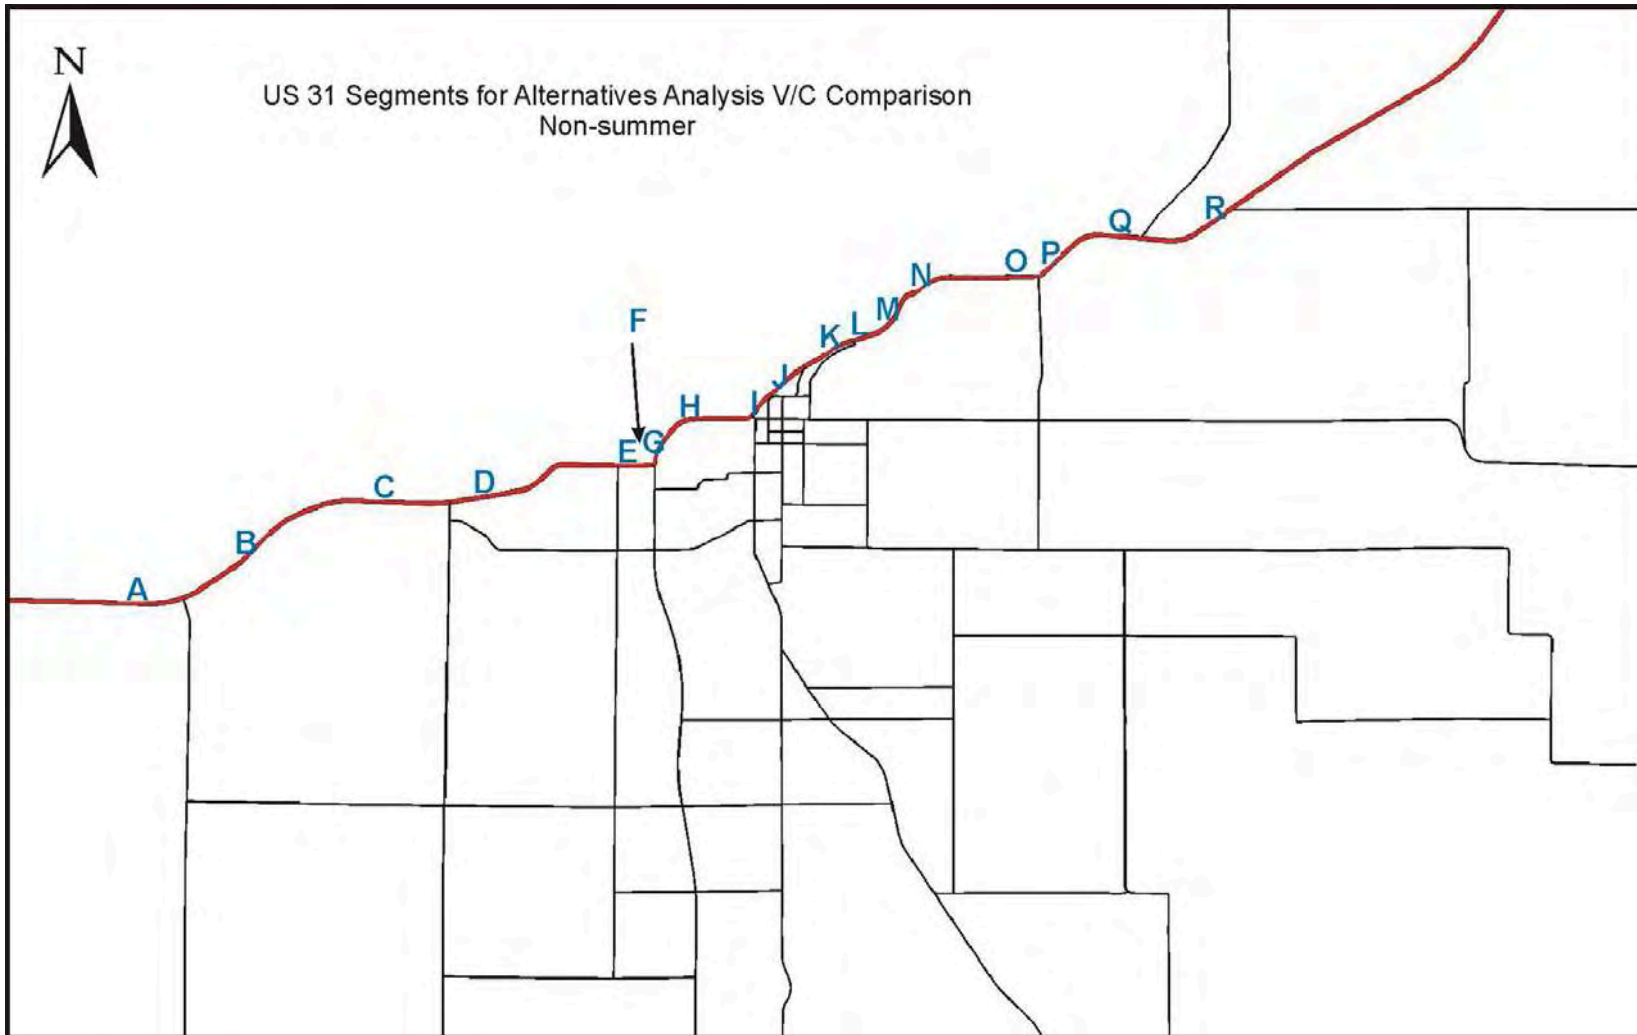 N
US 31 Segments for Alternatives Analysis V/C Comparison
Non-summer
A
B
C
D
E
F
G
H
I
J
K
L
M
N
O
P
Q
R